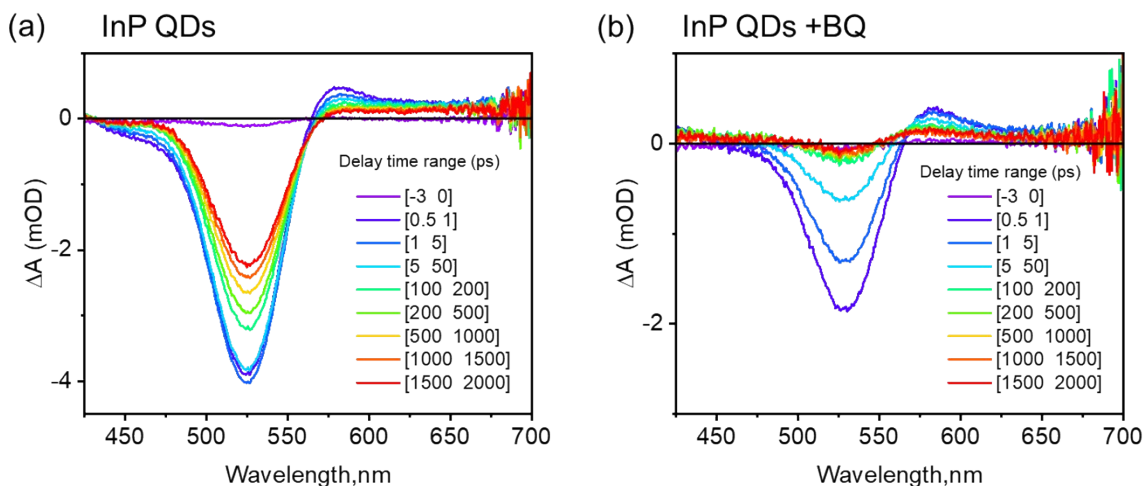 (a) InP QDs
0
-2
-4
ΔA (mOD)
Delay time range (ps)
[-3 0]
[0.5 1]
[1 5]
[5 50]
[100 200]
[200 500]
[500 1000]
[1000 1500]
[1500 2000]
450 500 550 600 650 700
Wavelength,nm
(b) InP QDs +BQ
0
-2
ΔA (mOD)
Delay time range (ps)
[-3 0]
[0.5 1]
[1 5]
[5 50]
[100 200]
[200 500]
[500 1000]
[1000 1500]
[1500 2000]
450 500 550 600 650 700
Wavelength,nm